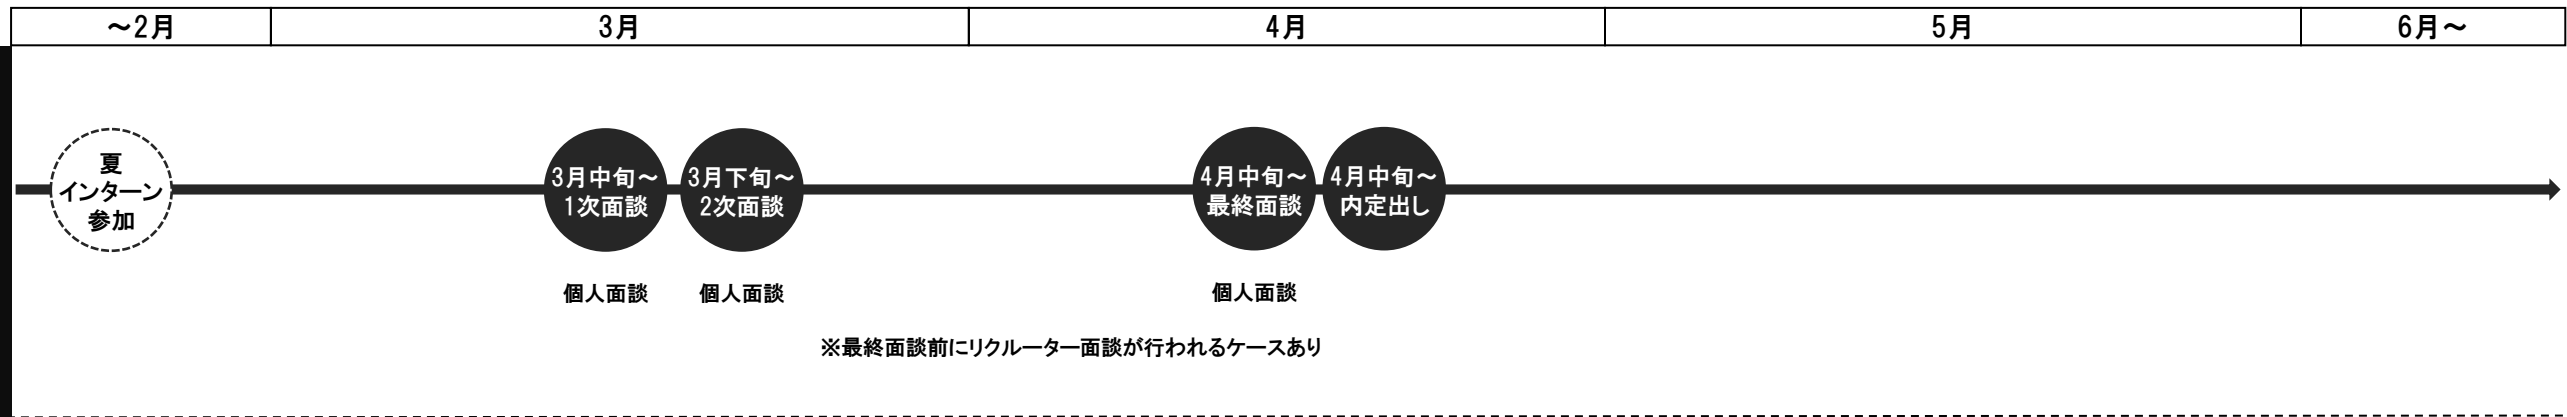 ～2月
3月
4月
5月
6月～
夏
インターン
参加
3月中旬～
1次面談
3月下旬～
2次面談
4月中旬～
最終面談
4月中旬～
内定出し
個人面談
個人面談
個人面談
※最終面談前にリクルーター面談が行われるケースあり